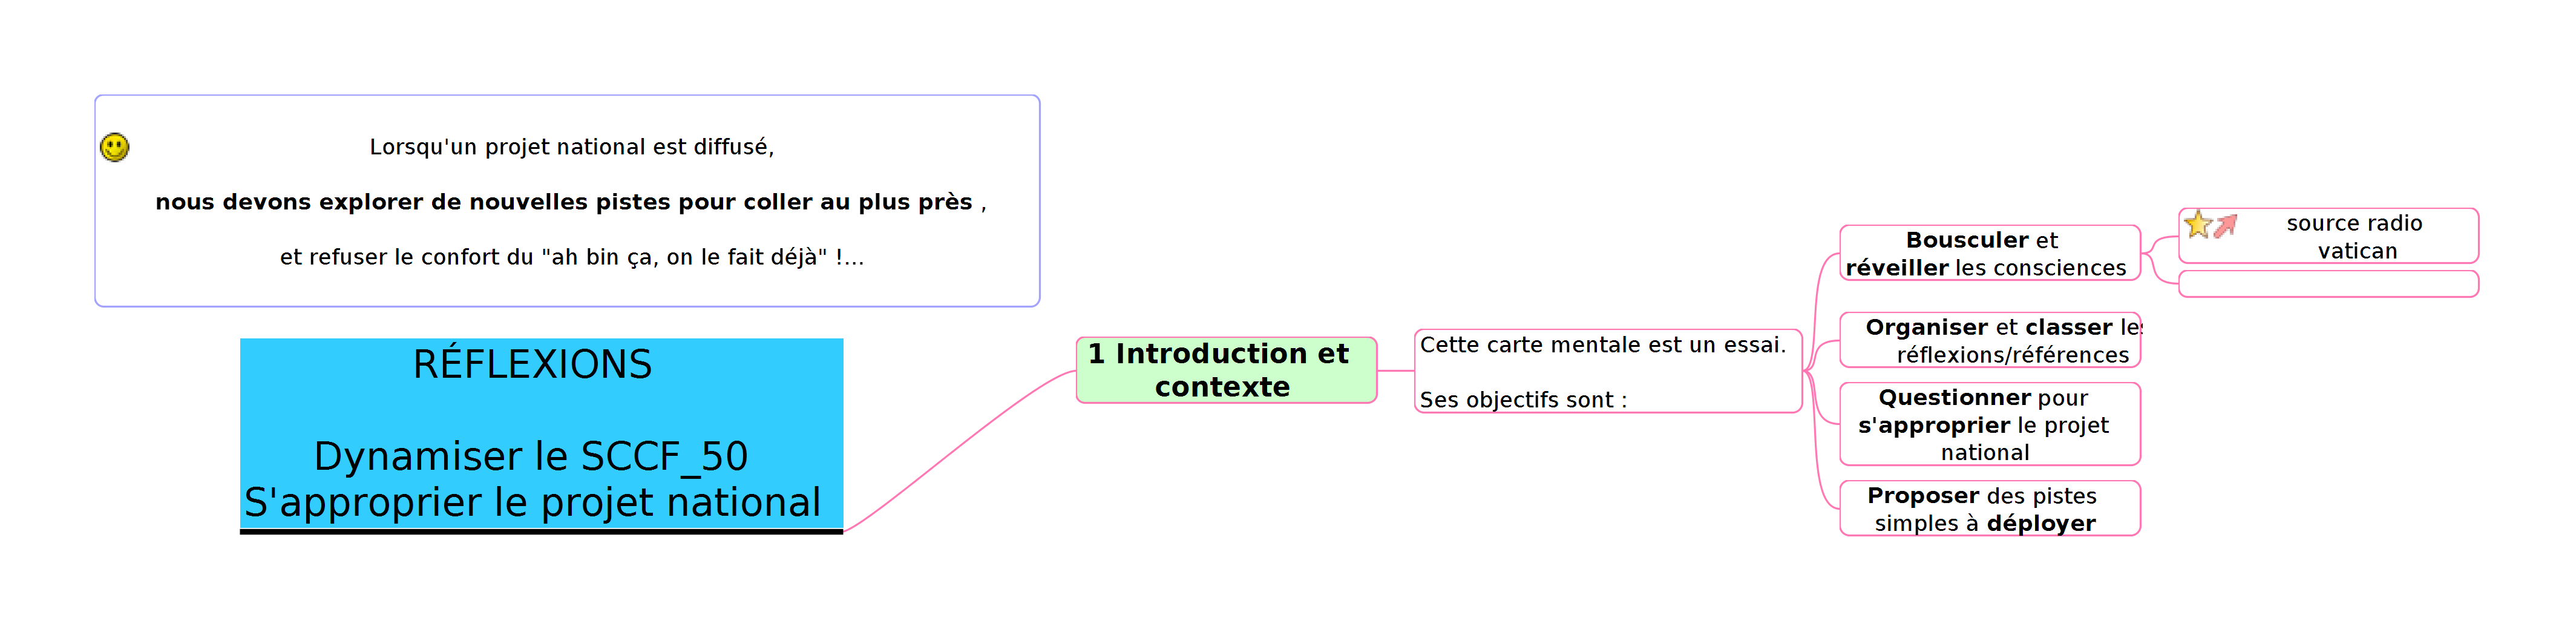 Lorsqu'un projet national est diffusé,
nous devons explorer de nouvelles pistes pour coller au plus près ,
et refuser le confort du "ah bin ça, on le fait déjà" !...
RÉFLEXIONS
Dynamiser le SCCF_50
S'approprier le projet national
1 Introduction et
contexte
Cette carte mentale est un essai.
Ses objectifs sont :
Bousculer et
réveiller les consciences
source radio
vatican
Organiser et classer les
réflexions/références
Questionner pour
s'approprier le projet
national
Proposer des pistes
simples à déployer